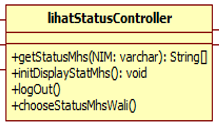 lihatStatusController
+getStatusMhs(NIM: varchar): String[]
+initDisplayStatMhs(): void
+logOut()
+chooseStatusMhsWali()